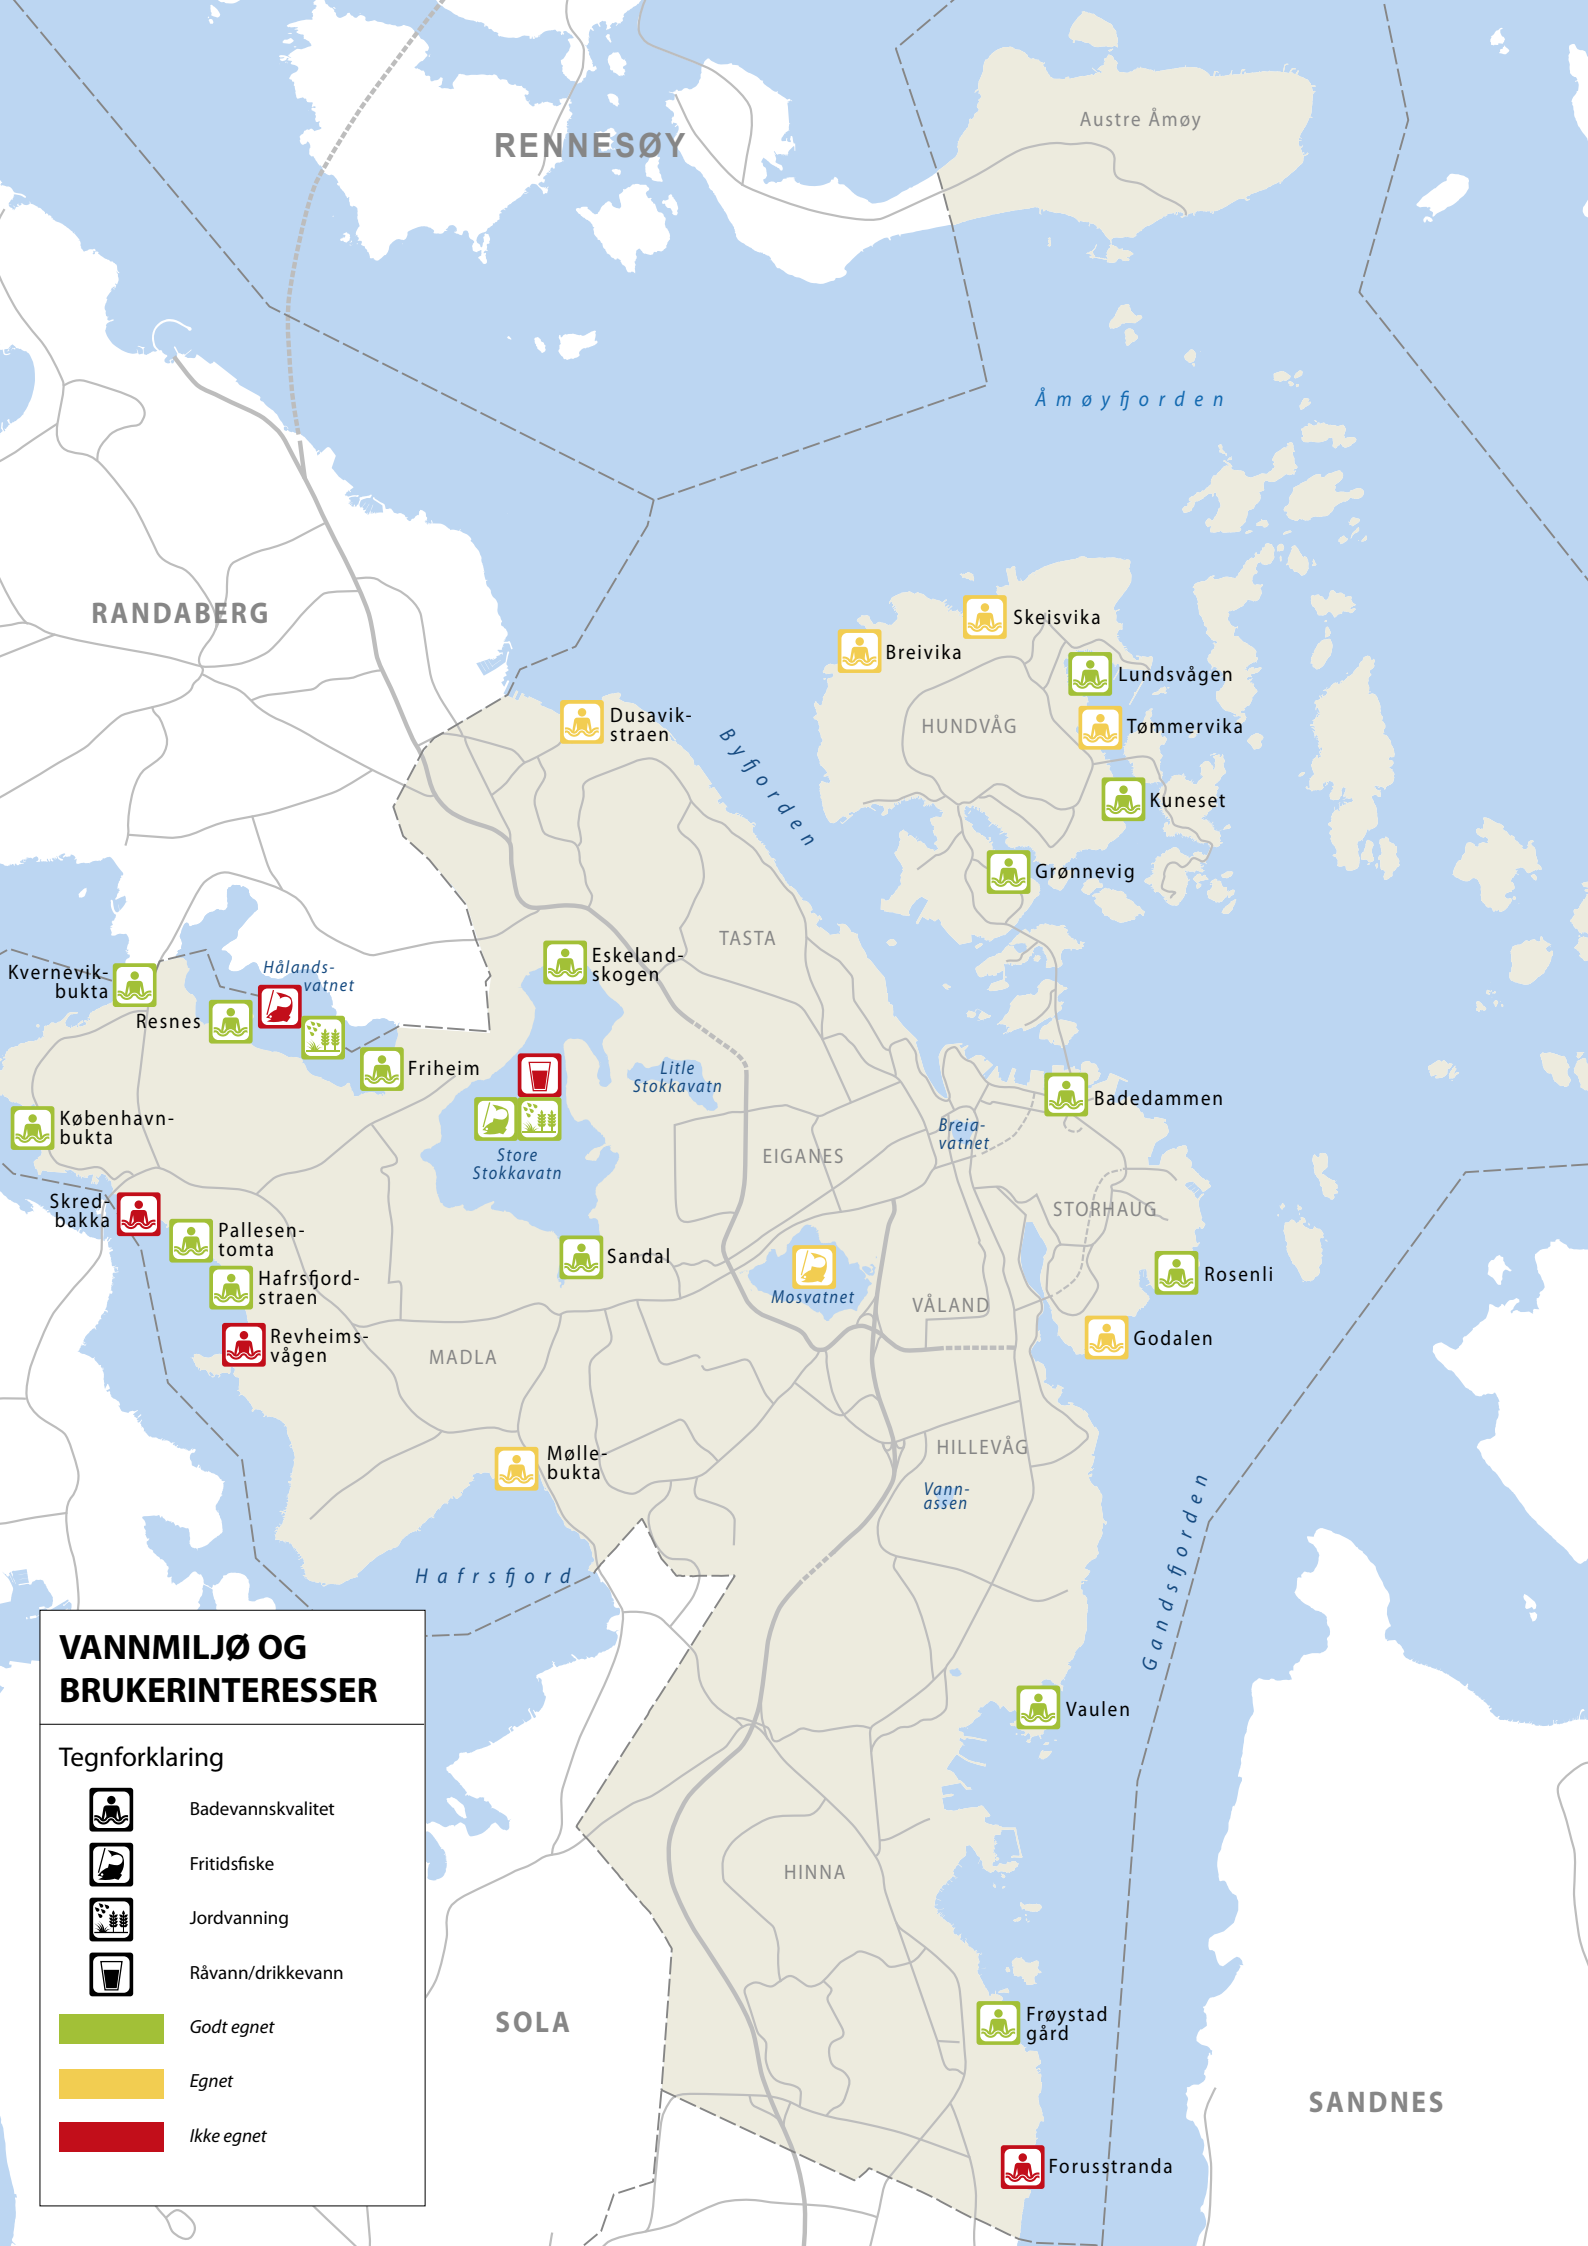 RENNESØY
Austre Åmøy
Åmøyfjorden
RANDABERG
Skeisvika
Breivika
Lundsvågen
Dusavik-
straen
HUNDVÅG
Tømmervika
Byfjorden
Kuneset
Grønnevig
TASTA
Eskeland-
skogen
Kvernevik-
bukta
Hålands-
vatnet
Resnes
Friheim
Litle
Stokkavatn
Badedammen
København-
bukta
Breia-
vatnet
Store
Stokkavatn
EIGANES
Skred-
bakka
STORHAUG
Pallesen-
tomta
Sandal
Rosenli
Hafrsfjord-
straen
Mosvatnet
VÅLAND
Revheims-
vågen
Godalen
MADLA
Mølle-
bukta
HILLEVÅG
Vann-
assen
Hafrsfjord
Gandsfjorden
Vaulen
HINNA
SOLA
Frøystad
gård
SANDNES
Forusstranda
VANNMILJØ OG
BRUKERINTERESSER
Tegnforklaring
Badevannskvalitet
Fritidsfiske
Jordvanning
Råvann/drikkevann
Godt egnet
Egnet
Ikke egnet